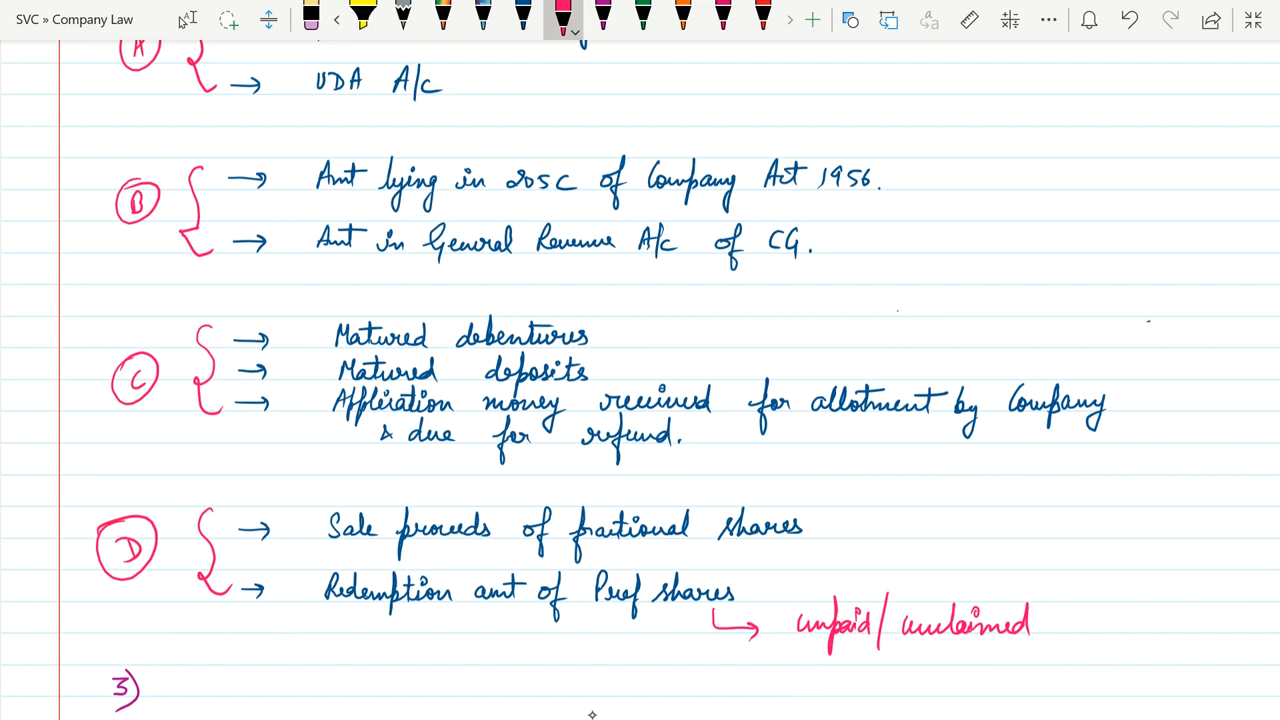 SVC » Company Law
A
→ UDA A/c
B
→ Amt lying in 205C of Company Act 1956.
→ Amt in General Revenue A/c of CG.
C
→ Matured debentures
→ Matured deposits
→ Application money received for allotment by Company
& due for refund.
D
→ Sale proceeds of fractional shares
→ Redemption amt of Pref shares
↳ unpaid/unclaimed
3)